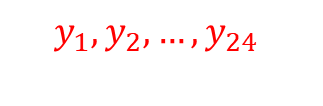 y₁, y₂, …, y₂₄